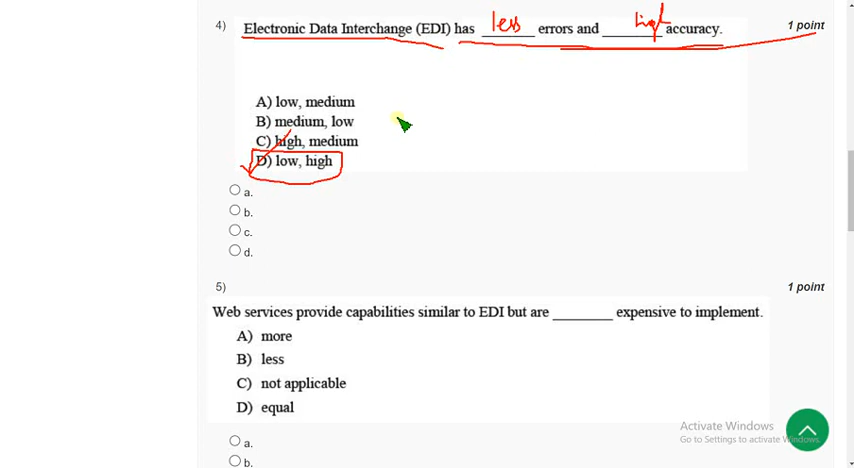 4) Electronic Data Interchange (EDI) has less errors and high accuracy. 1 point
A) low, medium
B) medium, low
C) high, medium
D) low, high
a.
b.
c.
d.
5) 1 point
Web services provide capabilities similar to EDI but are ________ expensive to implement.
A) more
B) less
C) not applicable
D) equal
Activate Windows
Go to Settings to activate Windows.
a.
b.